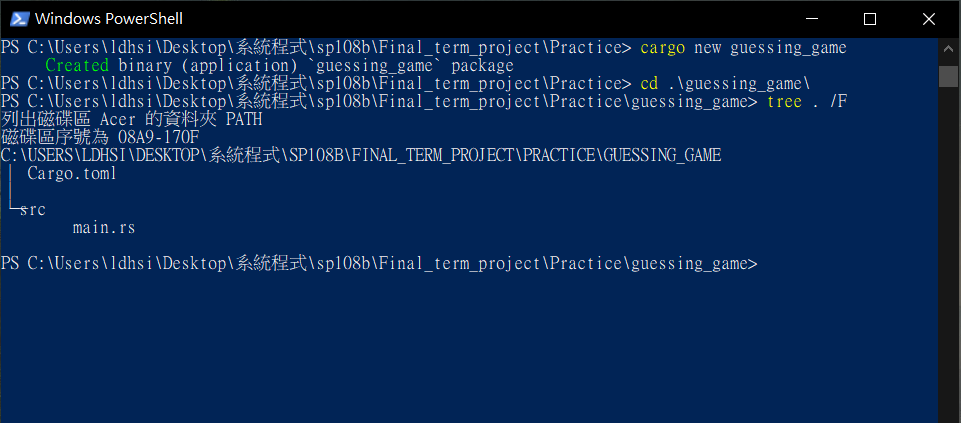 Windows PowerShell
PS C:\Users\ldhsi\Desktop\系統程式\sp108b\Final_term_project\Practice> cargo new guessing_game
     Created binary (application) `guessing_game` package
PS C:\Users\ldhsi\Desktop\系統程式\sp108b\Final_term_project\Practice> cd .\guessing_game\
PS C:\Users\ldhsi\Desktop\系統程式\sp108b\Final_term_project\Practice\guessing_game> tree . /F
列出磁碟區 Acer 的資料夾 PATH
磁碟區序號為 08A9-170F
C:\USERS\LDHSI\DESKTOP\系統程式\SP108B\FINAL_TERM_PROJECT\PRACTICE\GUESSING_GAME
│  Cargo.toml
│
└─src
        main.rs
PS C:\Users\ldhsi\Desktop\系統程式\sp108b\Final_term_project\Practice\guessing_game>